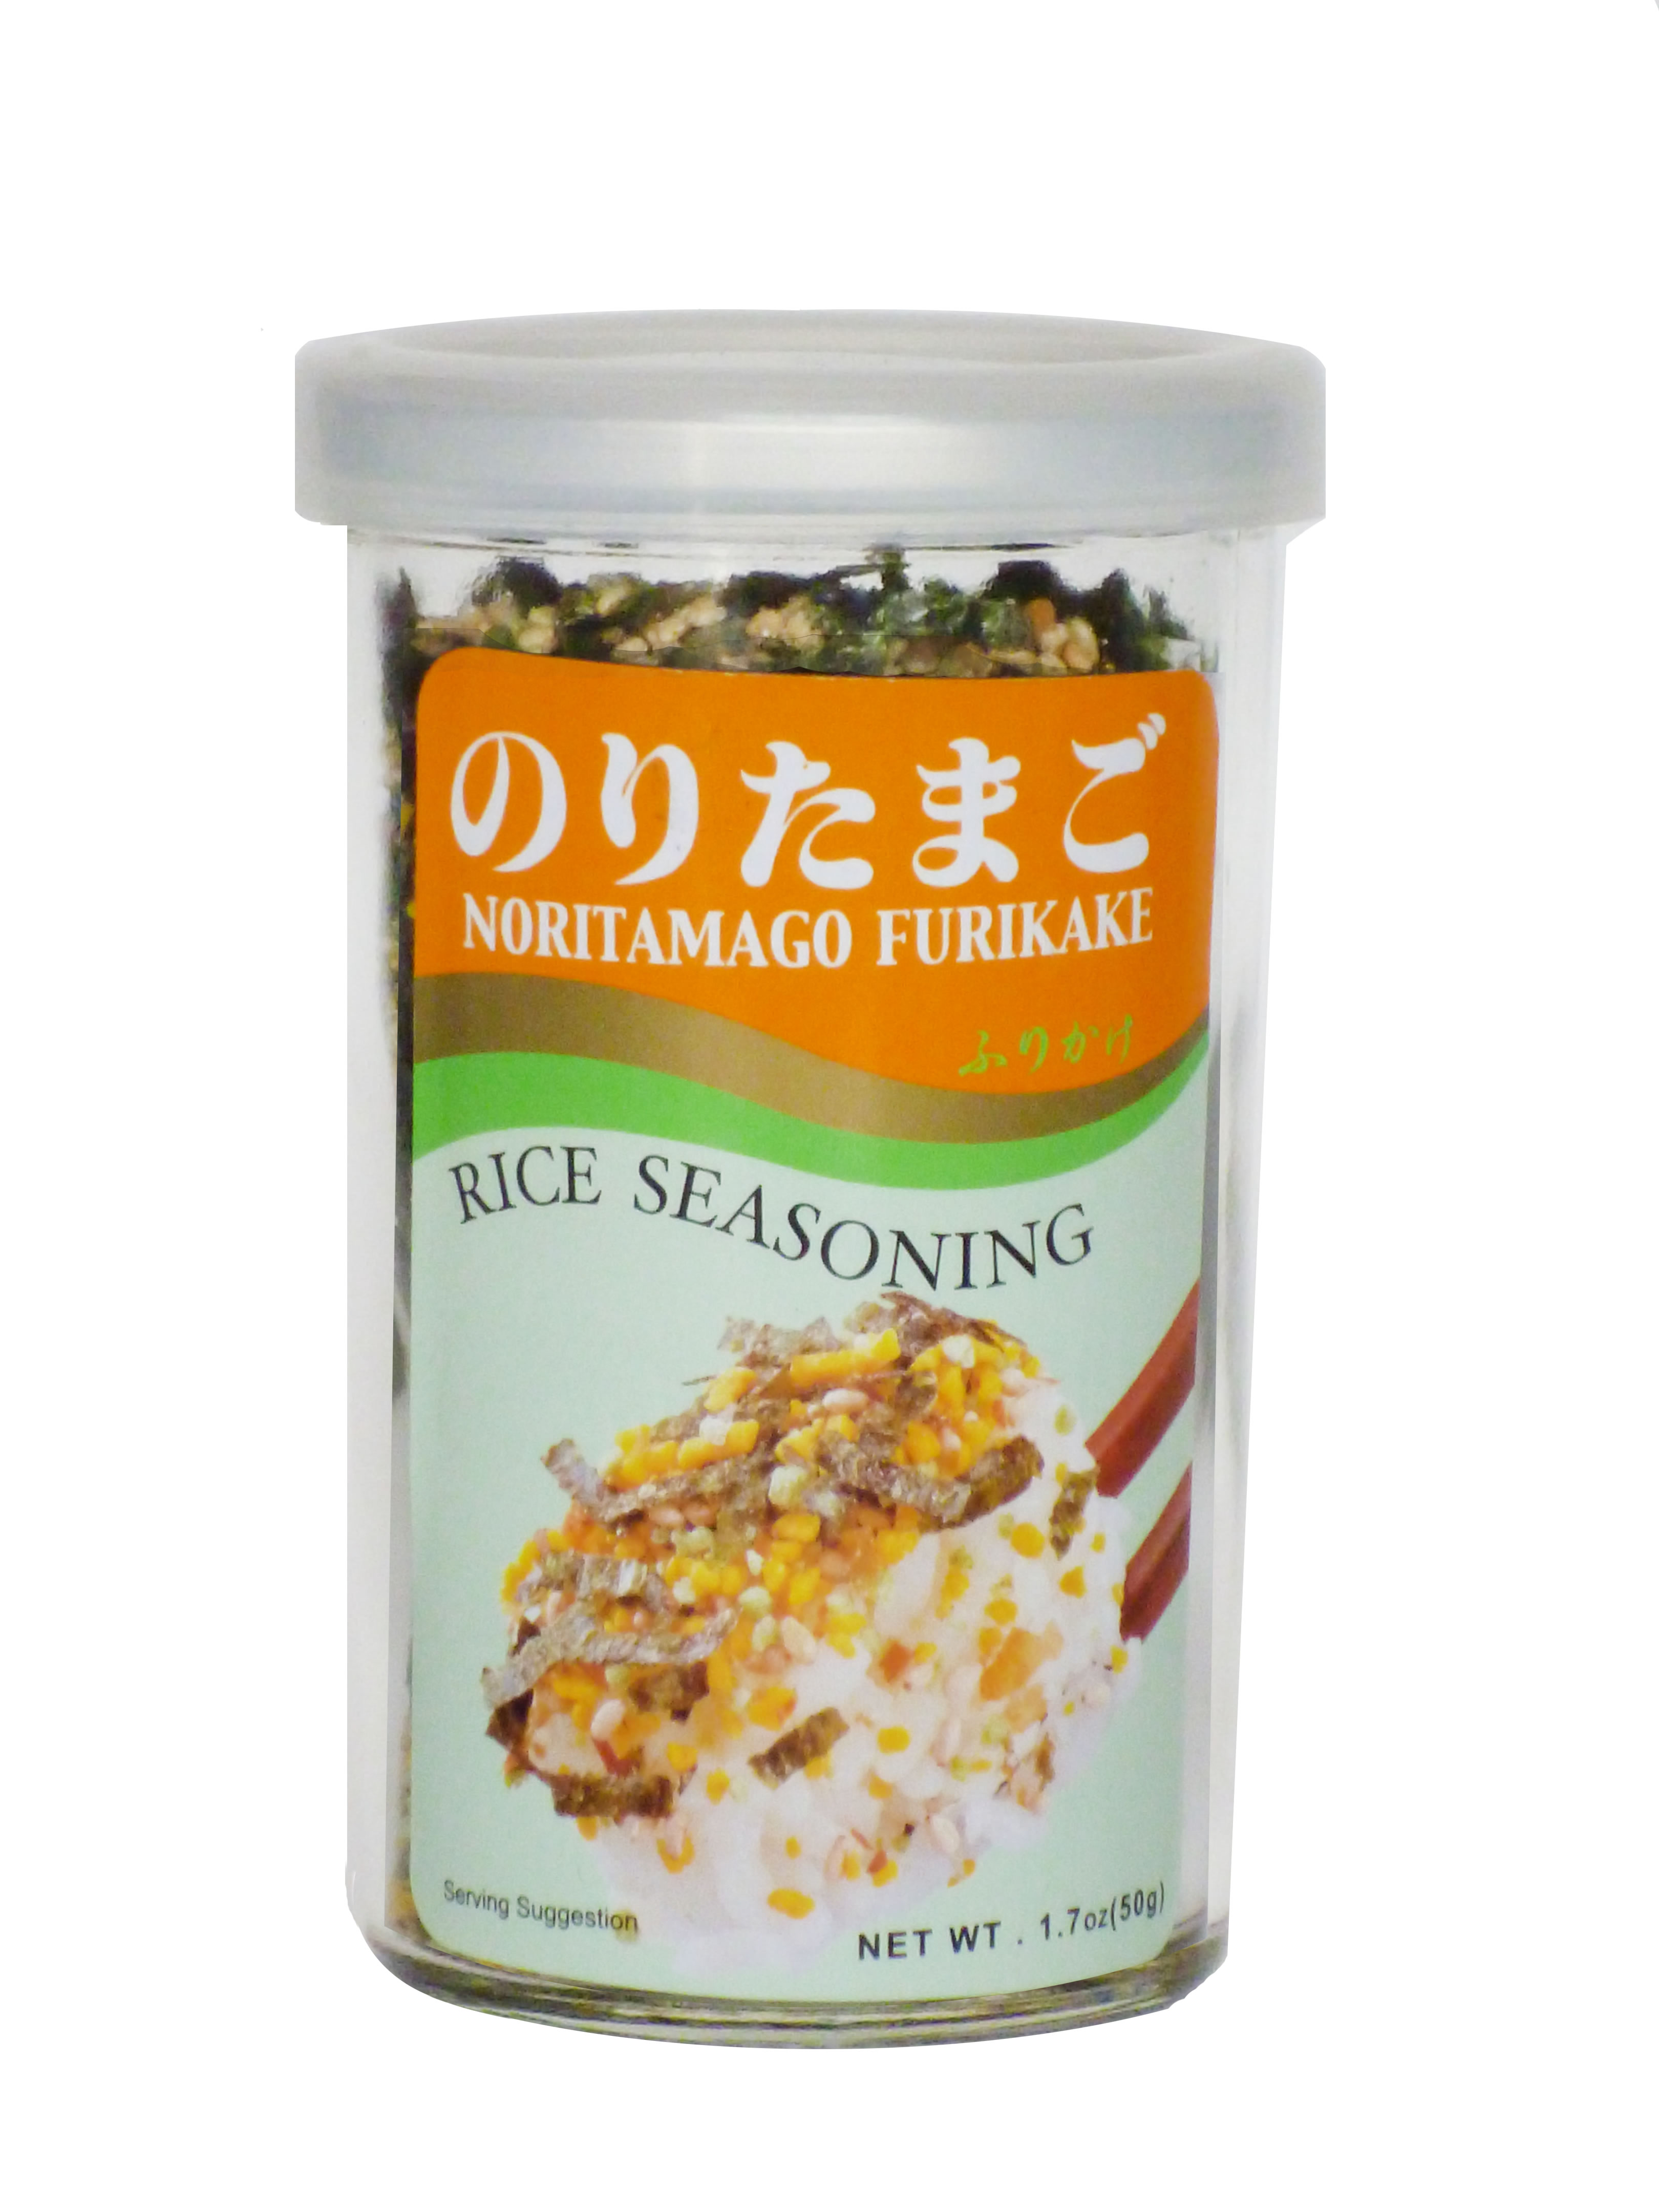 のりたまご
NORITAMAGO FURIKAKE
ふりかけ
RICE SEASONING
Serving Suggestion
NET WT . 1.7oz(50g)